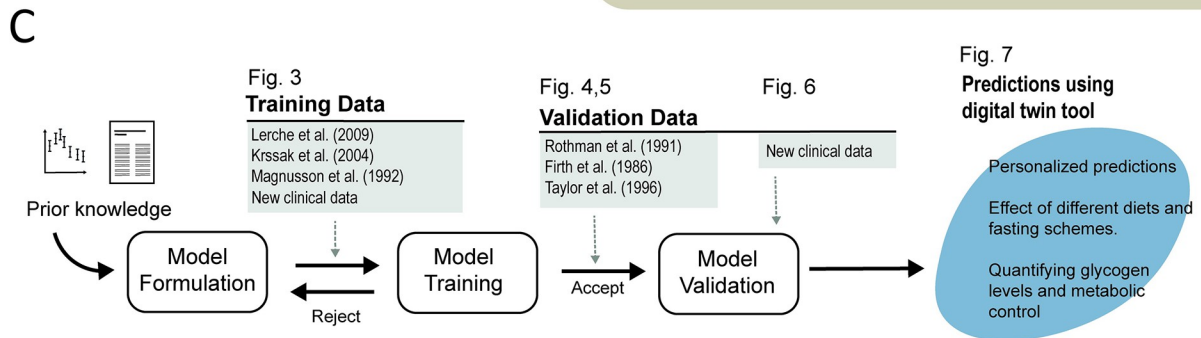 C
Fig. 3
Training Data
Lerche et al. (2009)
Krssak et al. (2004)
Magnusson et al. (1992)
New clinical data
Fig. 4,5
Validation Data
Rothman et al. (1991)
Firth et al. (1986)
Taylor et al. (1996)
Fig. 6
New clinical data
Fig. 7
Predictions using
digital twin tool
Personalized predictions
Effect of different diets and
fasting schemes.
Quantifying glycogen
levels and metabolic
control
Prior knowledge
Model
Formulation
Reject
Model
Training
Accept
Model
Validation